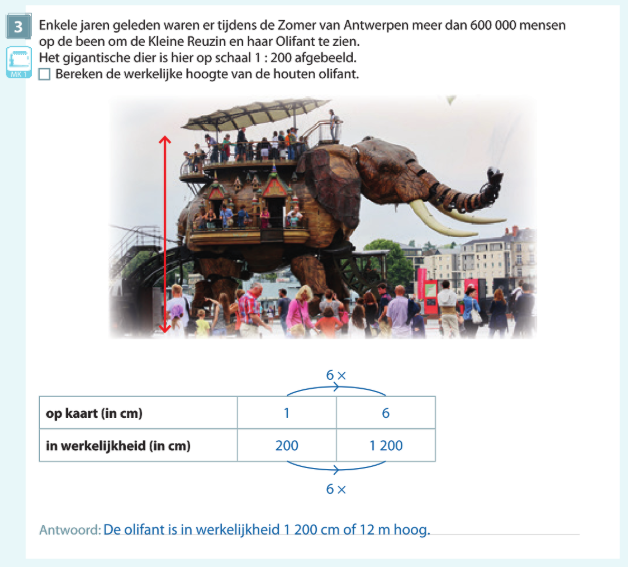 3 Enkele jaren geleden waren er tijdens de Zomer van Antwerpen meer dan 600 000 mensen
op de been om de Kleine Reuzin en haar Olifant te zien.
Het gigantische dier is hier op schaal 1 : 200 afgebeeld.
MK 1
Bereken de werkelijke hoogte van de houten olifant.
6 ×
op kaart (in cm) 1 6
in werkelijkheid (in cm) 200 1 200
6 ×
Antwoord: De olifant is in werkelijkheid 1 200 cm of 12 m hoog.